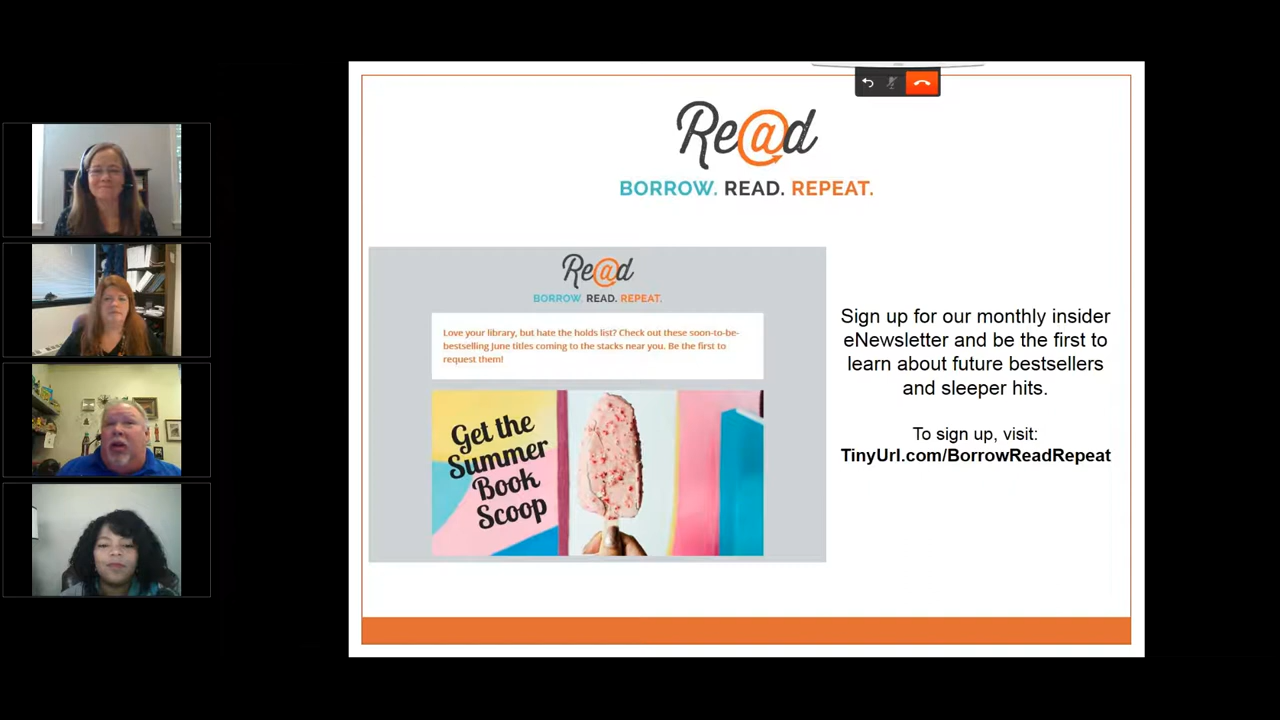 Re@d
BORROW. READ. REPEAT.
Re@d
BORROW. READ. REPEAT.
Love your library, but hate the holds list? Check out these soon-to-be-
bestselling June titles coming to the stacks near you. Be the first to
request them!
Get the
Summer
Book
Scoop
Sign up for our monthly insider
eNewsletter and be the first to
learn about future bestsellers
and sleeper hits.
To sign up, visit:
TinyUrl.com/BorrowReadRepeat